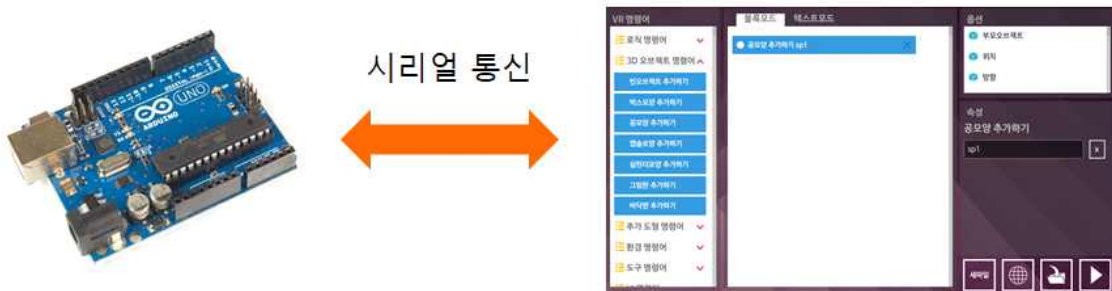 시리얼 통신
ARDUINO
UNO
VR 명령어
로직 명령어
3D 오브젝트 명령어
빈오브젝트 추가하기
박스모양 추가하기
공모양 추가하기
캡슐모양 추가하기
실린더모양 추가하기
그림판 추가하기
바닥판 추가하기
추가 도형 명령어
환경 명령어
도구 명령어
블록모드 텍스트모드
공모양 추가하기 sp1
옵션
부모오브젝트
위치
방향
속성
공모양 추가하기
sp1
x
새파일